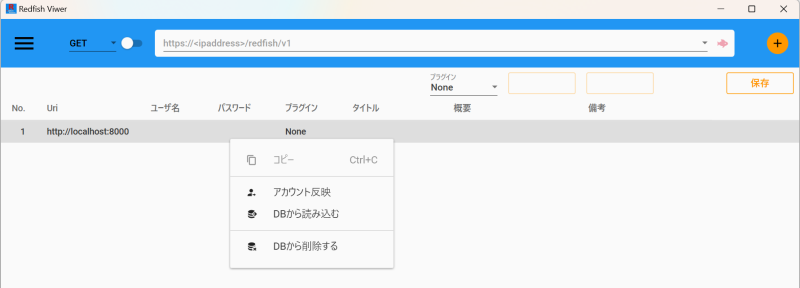 Redfish Viwer
GET
https://<ipaddress>/redfish/v1
プラグイン
None
保存
No. Uri ユーザ名 パスワード プラグイン タイトル 概要 備考
1 http://localhost:8000 None
コピー Ctrl+C
アカウント反映
DBから読み込む
DBから削除する